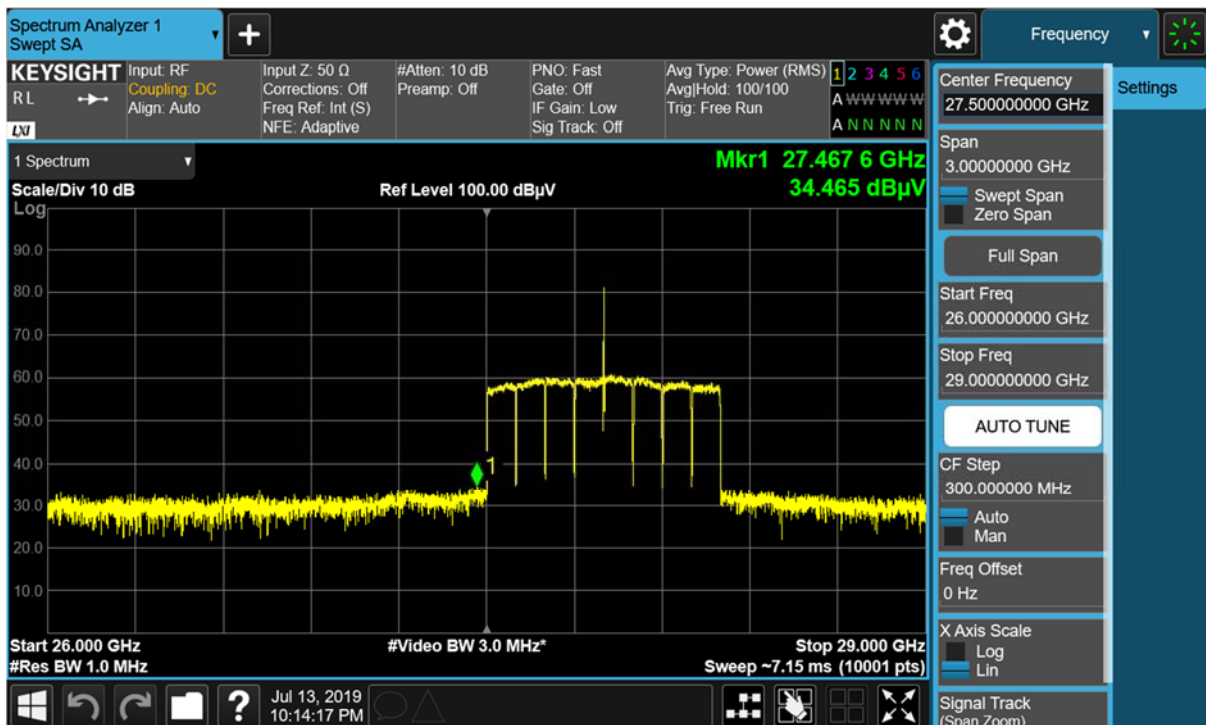 Spectrum Analyzer 1
Swept SA
Frequency
KEYSIGHT
R L
LXI
Input: RF
Coupling: DC
Align: Auto
Input Z: 50 Ω
Corrections: Off
Freq Ref: Int (S)
NFE: Adaptive
#Atten: 10 dB
Preamp: Off
PNO: Fast
Gate: Off
IF Gain: Low
Sig Track: Off
Avg Type: Power (RMS)
Avg|Hold: 100/100
Trig: Free Run
1 2 3 4 5 6
A W W W W W
A N N N N N
1 Spectrum
Mkr1 27.467 6 GHz
34.465 dBµV
Scale/Div 10 dB
Ref Level 100.00 dBµV
Log
90.0
80.0
70.0
60.0
50.0
40.0
30.0
20.0
10.0
1
Start 26.000 GHz
#Video BW 3.0 MHz*
Stop 29.000 GHz
#Res BW 1.0 MHz
Sweep ~7.15 ms (10001 pts)
?
Jul 13, 2019
10:14:17 PM
Center Frequency
27.500000000 GHz
Settings
Span
3.00000000 GHz
Swept Span
Zero Span
Full Span
Start Freq
26.000000000 GHz
Stop Freq
29.000000000 GHz
AUTO TUNE
CF Step
300.000000 MHz
Auto
Man
Freq Offset
0 Hz
X Axis Scale
Log
Lin
Signal Track
(Span Zoom)